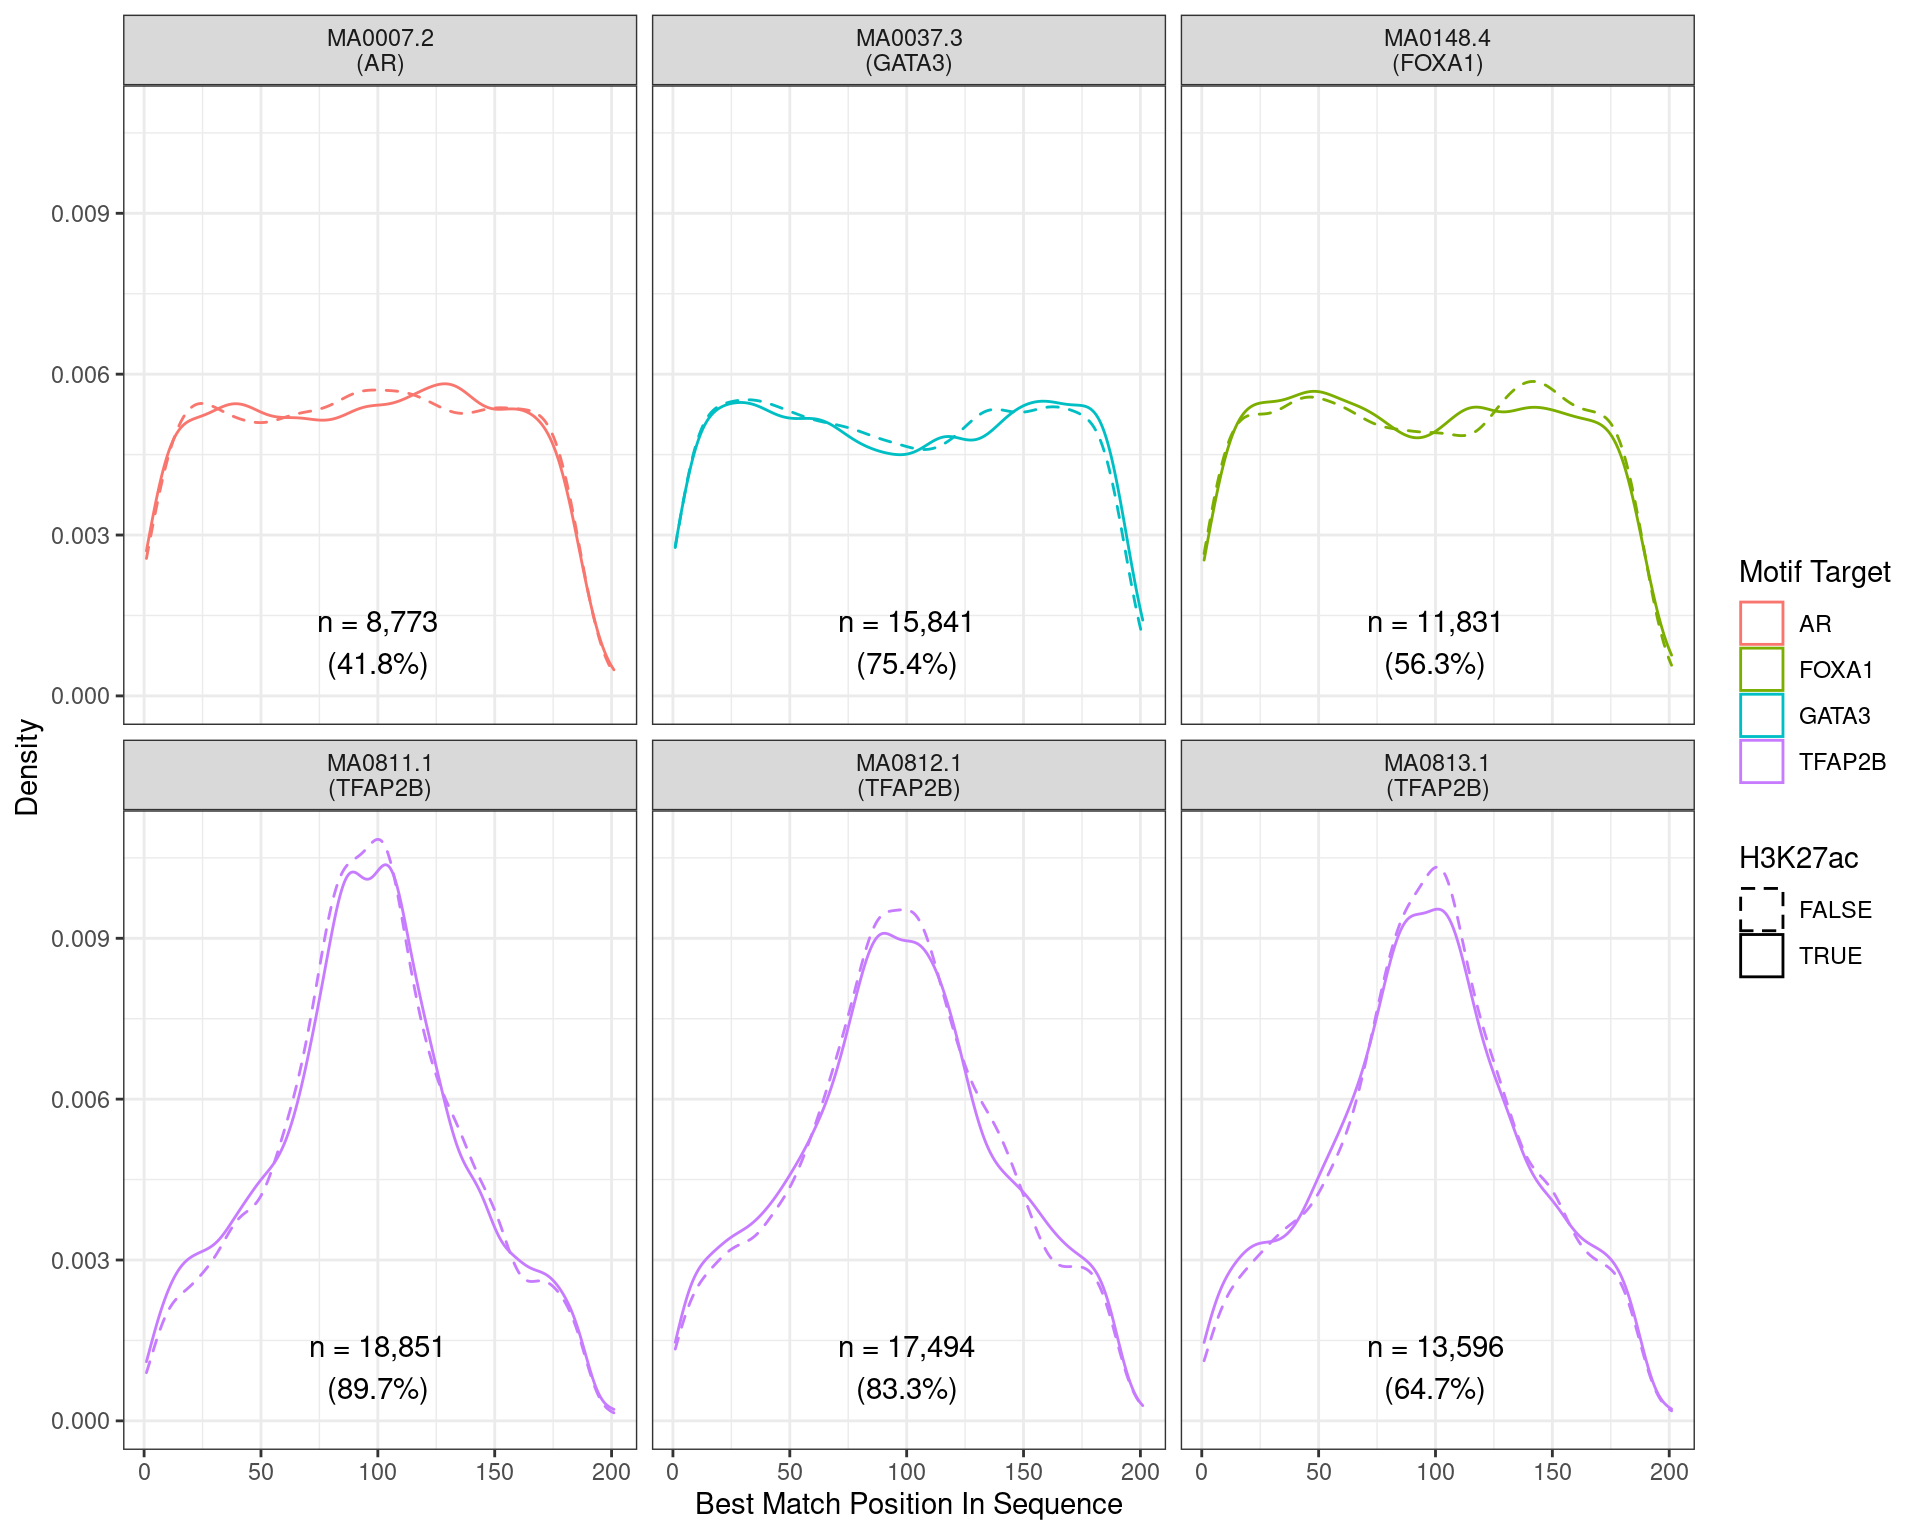 MA0007.2
(AR)
MA0037.3
(GATA3)
MA0148.4
(FOXA1)
0.009
0.006
0.003
0.000
n = 8,773
(41.8%)
n = 15,841
(75.4%)
n = 11,831
(56.3%)
MA0811.1
(TFAP2B)
MA0812.1
(TFAP2B)
MA0813.1
(TFAP2B)
0.009
0.006
0.003
0.000
n = 18,851
(89.7%)
n = 17,494
(83.3%)
n = 13,596
(64.7%)
0 50 100 150 200
0 50 100 150 200
0 50 100 150 200
Best Match Position In Sequence
Density
Motif Target
AR
FOXA1
GATA3
TFAP2B
H3K27ac
FALSE
TRUE